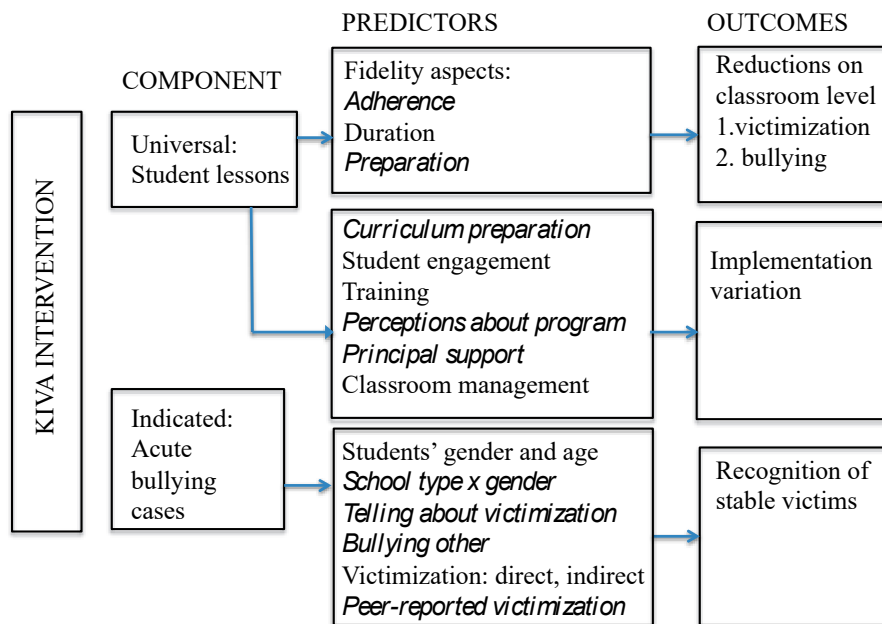 PREDICTORS
OUTCOMES
COMPONENT
KIVA INTERVENTION
Universal:
Student lessons
Fidelity aspects:
Adherence
Duration
Preparation
Reductions on
classroom level
1.victimization
2. bullying
Curriculum preparation
Student engagement
Training
Perceptions about program
Principal support
Classroom management
Implementation
variation
Indicated:
Acute
bullying
cases
Students’ gender and age
School type x gender
Telling about victimization
Bullying other
Victimization: direct, indirect
Peer-reported victimization
Recognition of
stable victims